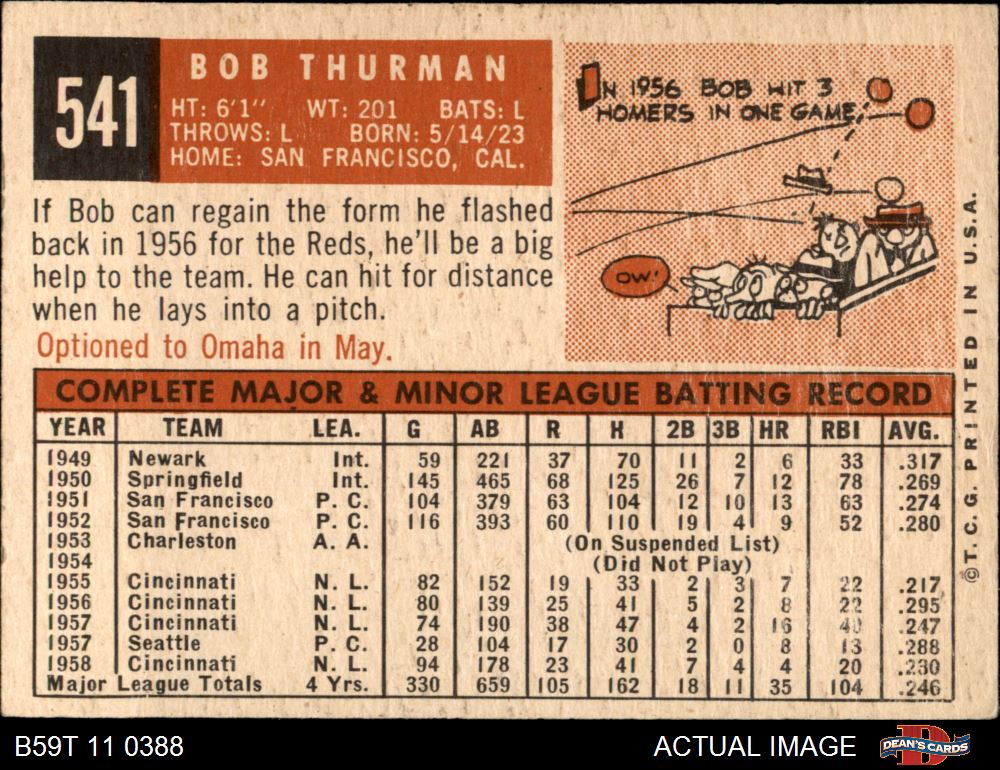 541
BOB THURMAN
HT: 6'1" WT: 201 BATS: L
THROWS: L BORN: 5/14/23
HOME: SAN FRANCISCO, CAL.
If Bob can regain the form he flashed
back in 1956 for the Reds, he'll be a big
help to the team. He can hit for distance
when he lays into a pitch.
Optioned to Omaha in May.
IN 1956 BOB HIT 3
HOMERS IN ONE GAME.
OW!
COMPLETE MAJOR & MINOR LEAGUE BATTING RECORD
YEAR TEAM LEA. G AB R H 2B 3B HR RBI AVG.
1949 Newark Int. 59 221 37 70 11 2 6 33 .317
1950 Springfield Int. 145 465 68 125 26 7 12 78 .269
1951 San Francisco P. C. 104 379 63 104 12 10 13 63 .274
1952 San Francisco P. C. 116 393 60 110 19 4 9 52 .280
1953 Charleston A. A. (On Suspended List)
1954 (Did Not Play)
1955 Cincinnati N. L. 82 152 19 33 2 3 7 22 .217
1956 Cincinnati N. L. 80 139 25 41 5 2 8 22 .295
1957 Cincinnati N. L. 74 190 38 47 4 2 16 40 .247
1957 Seattle P. C. 28 104 17 30 2 0 8 13 .288
1958 Cincinnati N. L. 94 178 23 41 7 4 4 20 .230
Major League Totals 4 Yrs. 330 659 105 162 18 11 35 104 .246
©T. C. G. PRINTED IN U.S.A.
B59T 11 0388
ACTUAL IMAGE
D
DEAN'S CARDS